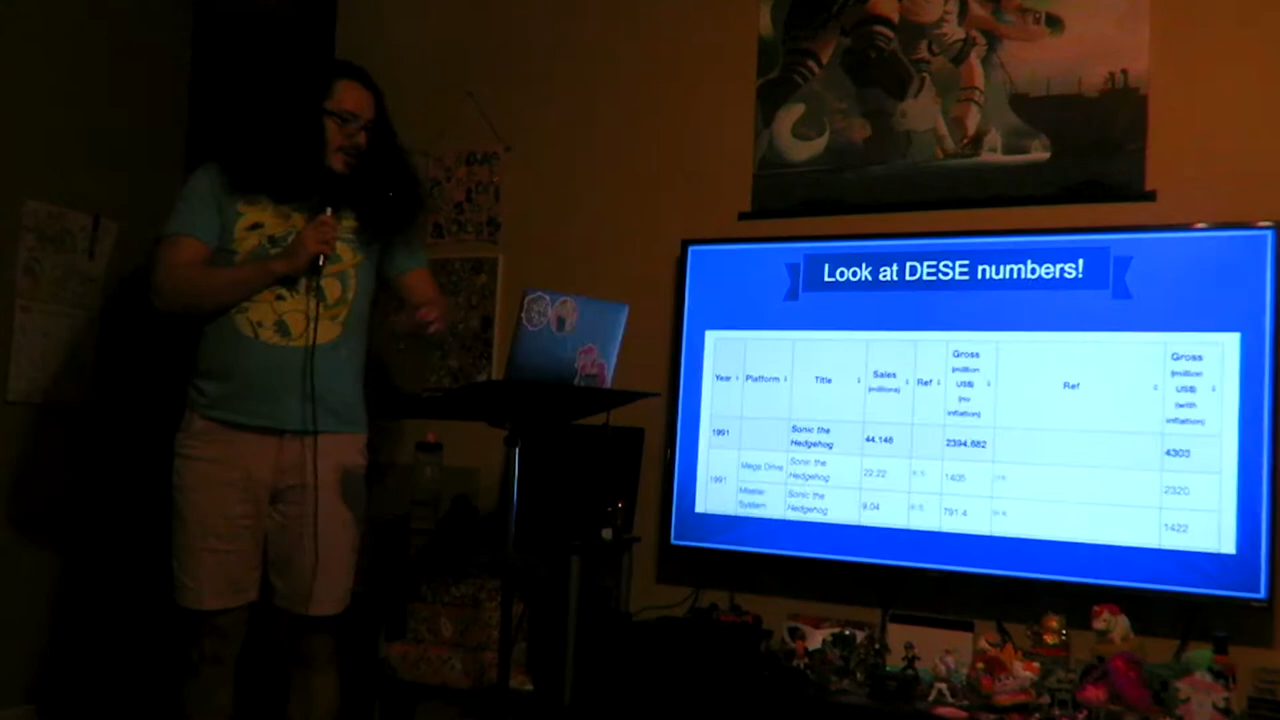 Look at DESE numbers!
Year Platform Title Sales (millions) Ref Gross (million US$) (no inflation) Ref Gross (million US$) (with inflation)
1991 Sonic the Hedgehog 44.148 2394.682 4303
1991 Mega Drive Sonic the Hedgehog 22.22 1405 2320
Master System Sonic the Hedgehog 9.04 791.4 1422